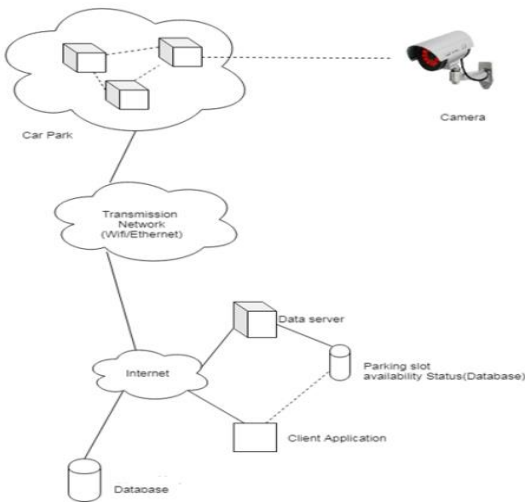 Car Park
Camera
Transmission
Network
(Wifi/Ethernet)
Data server
Internet
Parking slot
availability Status(Database)
Client Application
Database